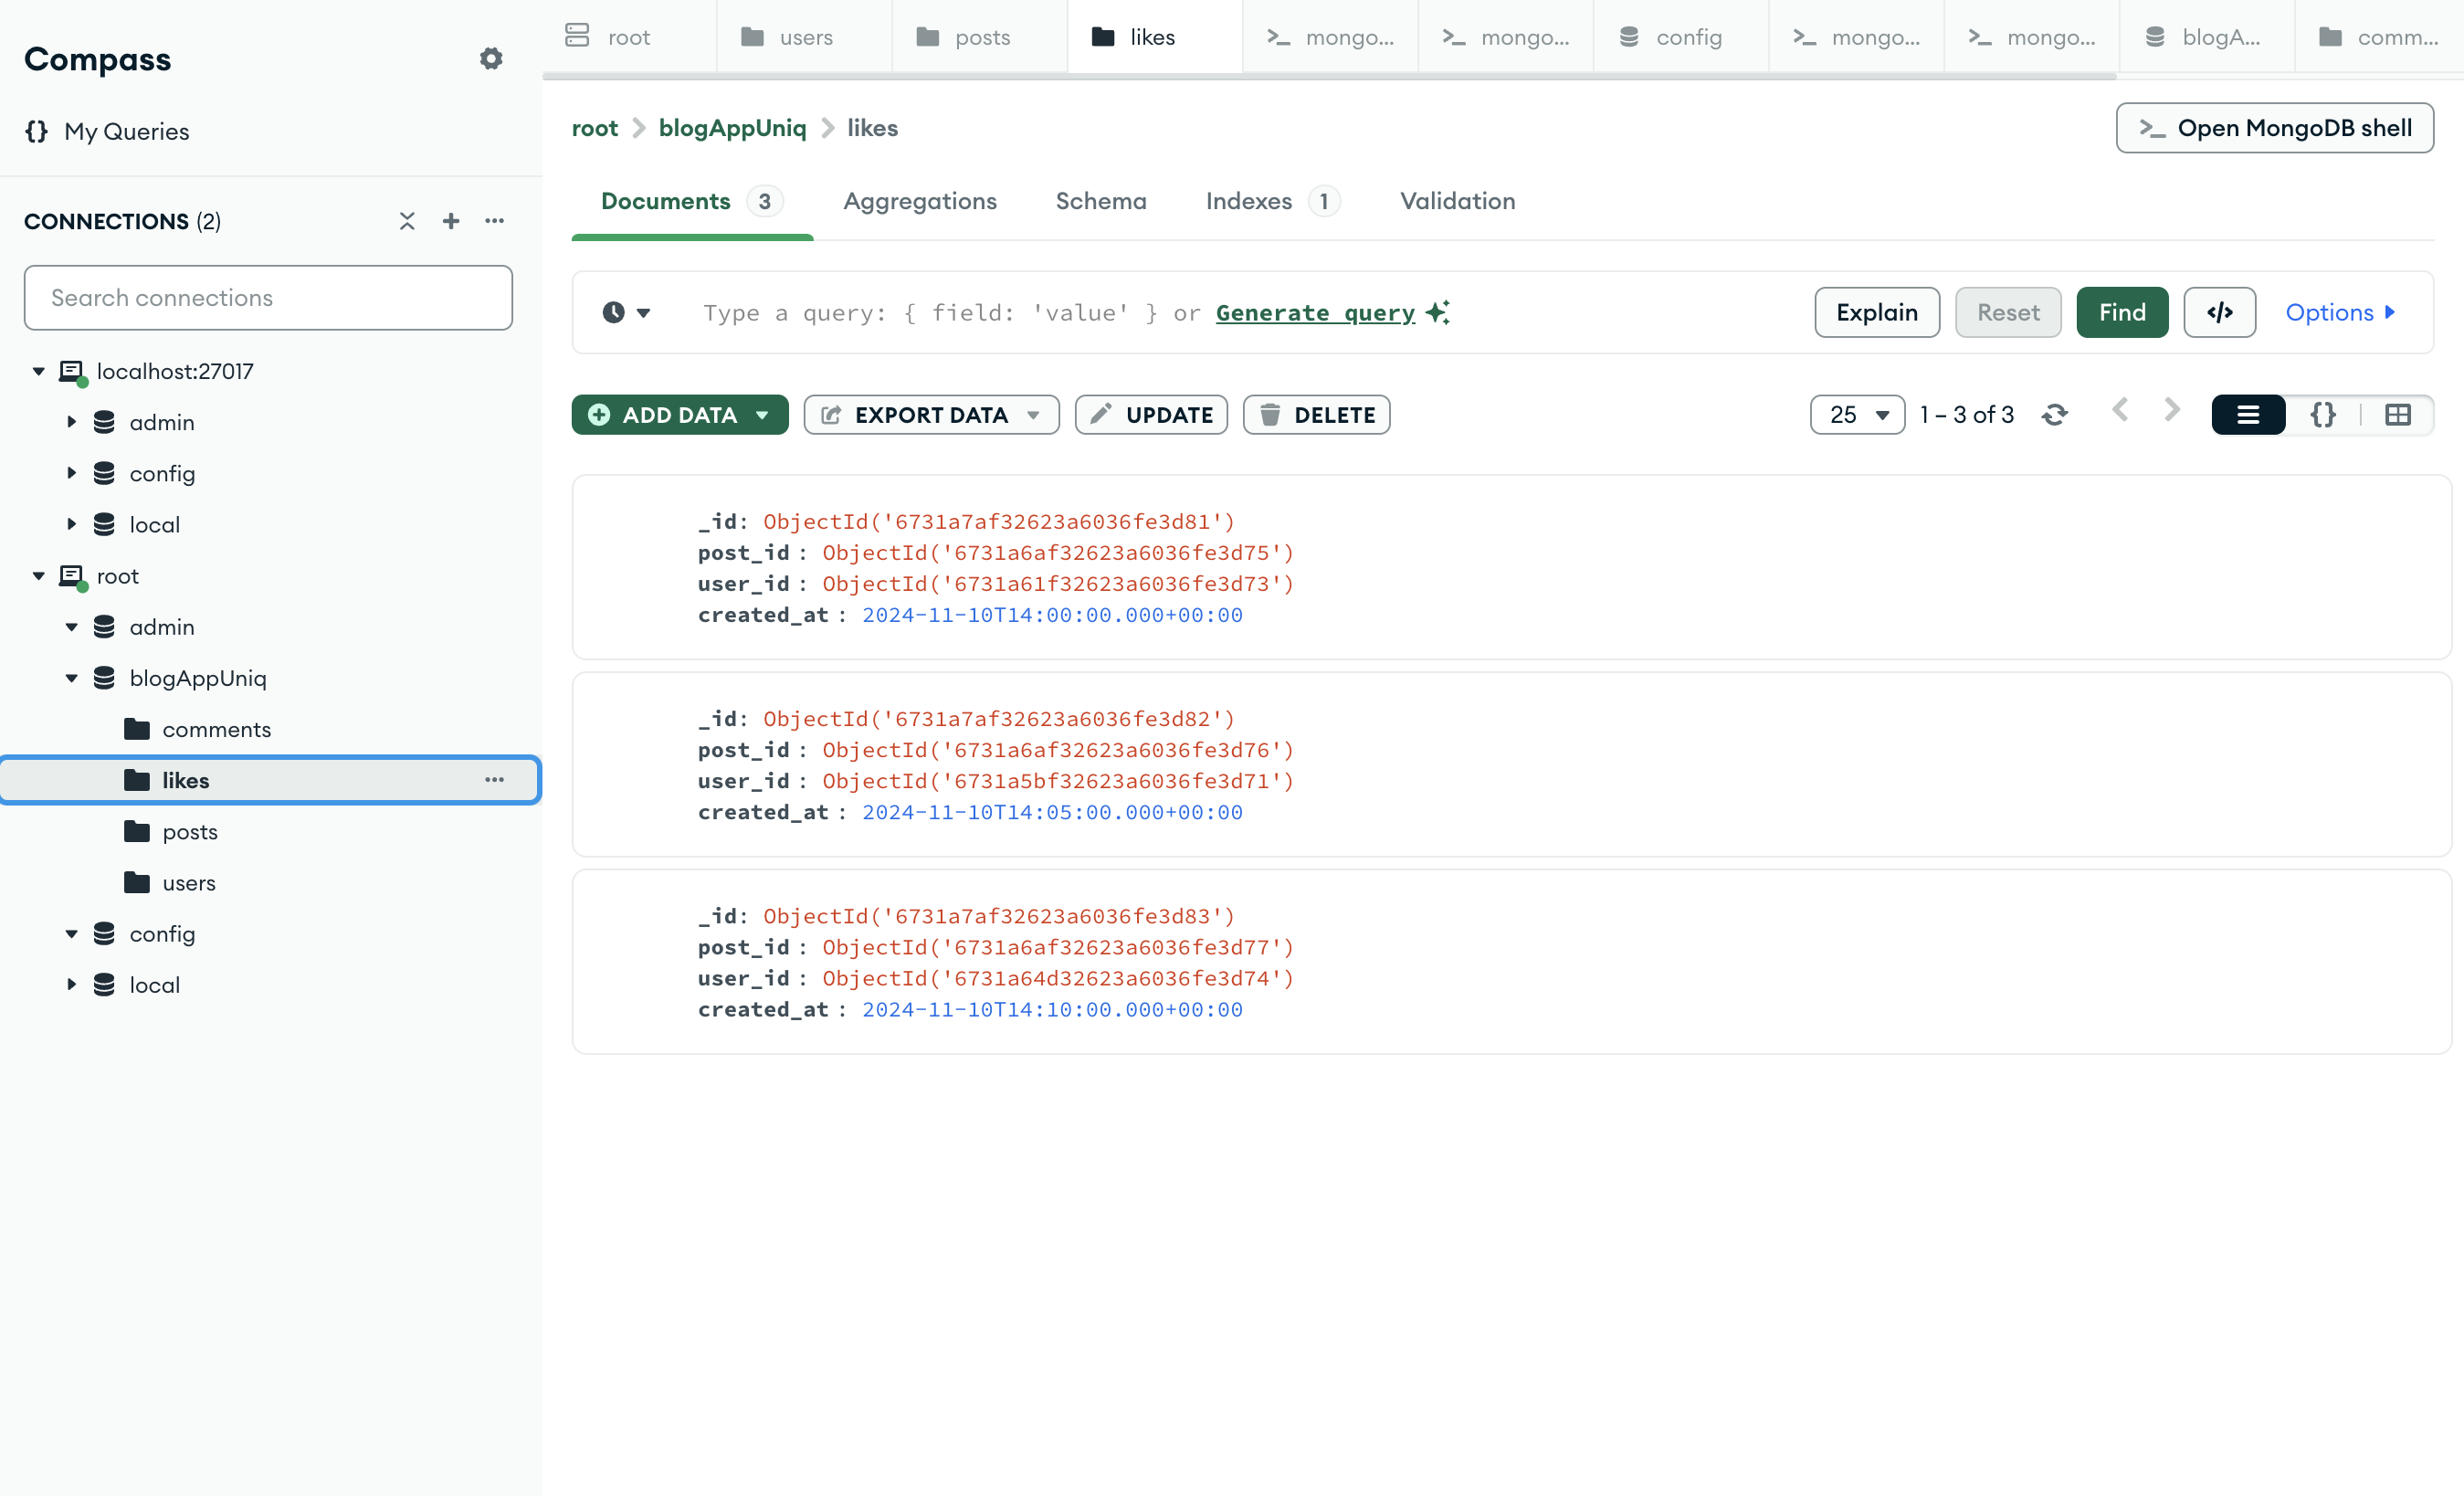 Compass
My Queries
CONNECTIONS (2)
Search connections
localhost:27017
admin
config
local
root
admin
blogAppUniq
comments
likes
posts
users
config
local
root users posts likes mongo... mongo... config mongo... mongo... blogA... comm...
root > blogAppUniq > likes
>_ Open MongoDB shell
Documents 3 Aggregations Schema Indexes 1 Validation
Type a query: { field: 'value' } or Generate query
Explain Reset Find </> Options
ADD DATA EXPORT DATA UPDATE DELETE
25 1 – 3 of 3 {}
_id: ObjectId('6731a7af32623a6036fe3d81')
post_id : ObjectId('6731a6af32623a6036fe3d75')
user_id : ObjectId('6731a61f32623a6036fe3d73')
created_at : 2024-11-10T14:00:00.000+00:00
_id: ObjectId('6731a7af32623a6036fe3d82')
post_id : ObjectId('6731a6af32623a6036fe3d76')
user_id : ObjectId('6731a5bf32623a6036fe3d71')
created_at : 2024-11-10T14:05:00.000+00:00
_id: ObjectId('6731a7af32623a6036fe3d83')
post_id : ObjectId('6731a6af32623a6036fe3d77')
user_id : ObjectId('6731a64d32623a6036fe3d74')
created_at : 2024-11-10T14:10:00.000+00:00